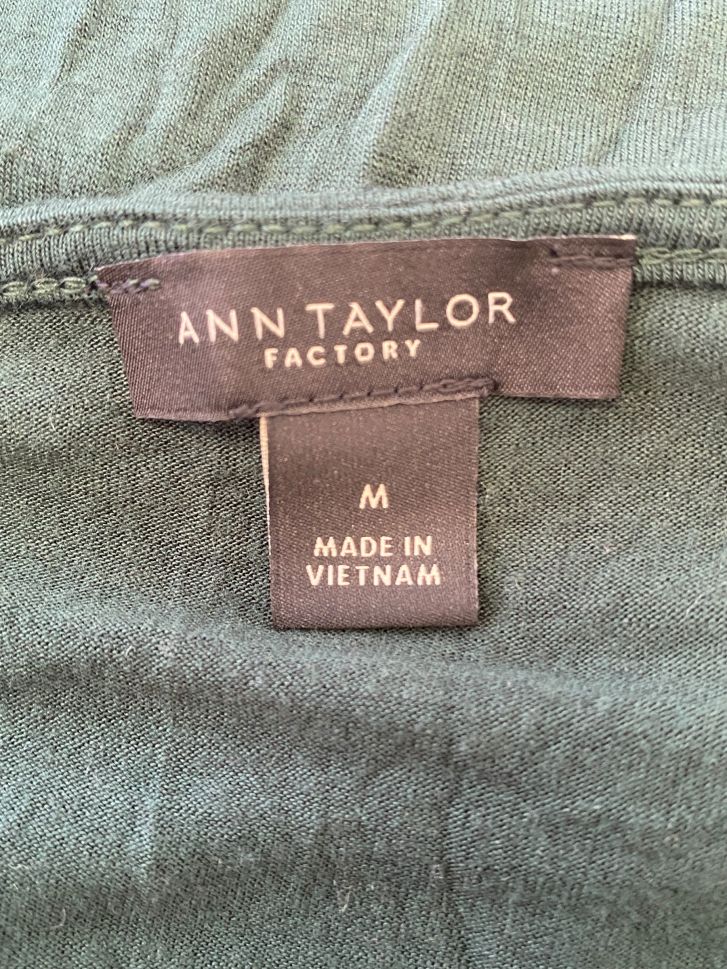 ANN TAYLOR
FACTORY
M
MADE IN
VIETNAM